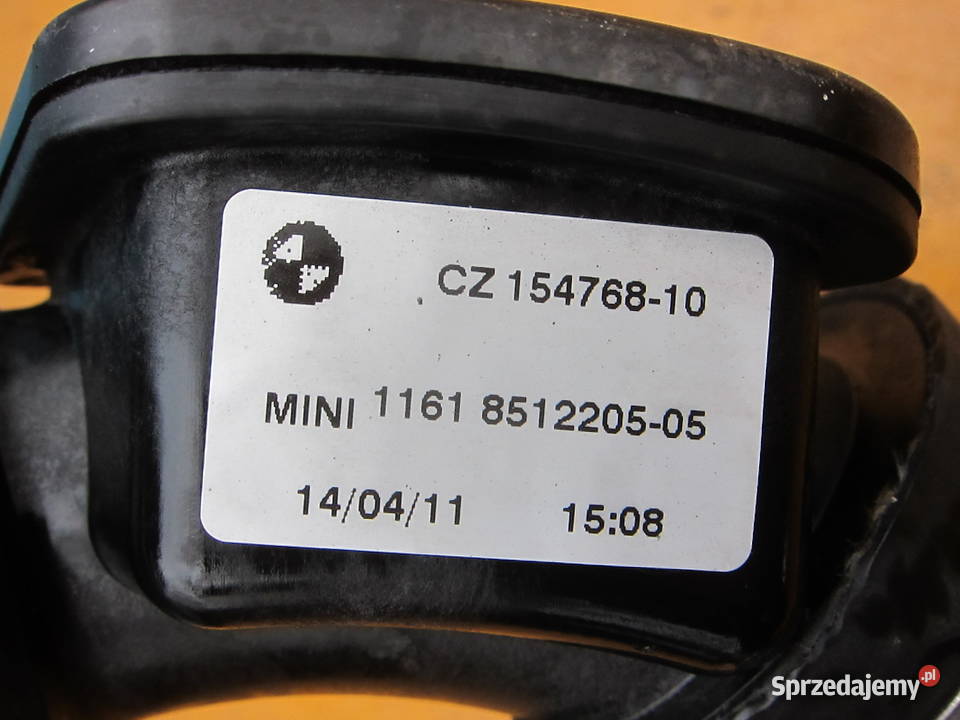 CZ 154768-10
MINI 1161 8512205-05
14/04/11 15:08
Sprzedajemy.pl